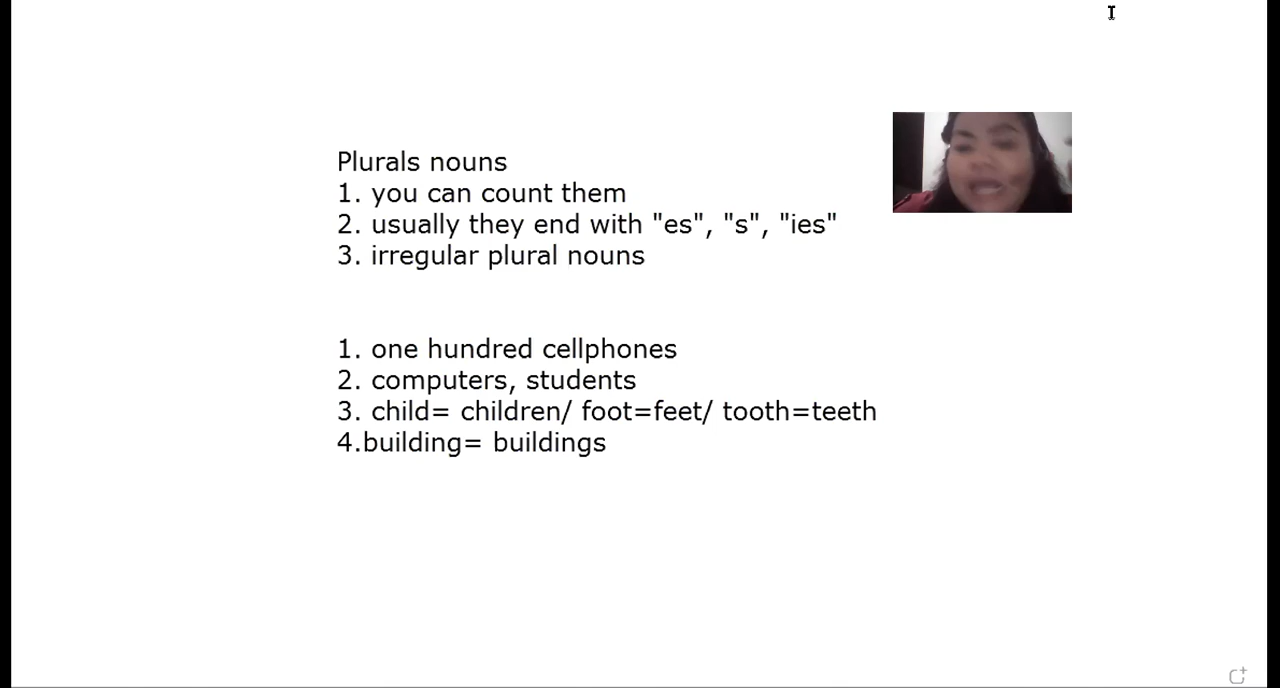 Plurals nouns
1. you can count them
2. usually they end with "es", "s", "ies"
3. irregular plural nouns
1. one hundred cellphones
2. computers, students
3. child= children/ foot=feet/ tooth=teeth
4.building= buildings